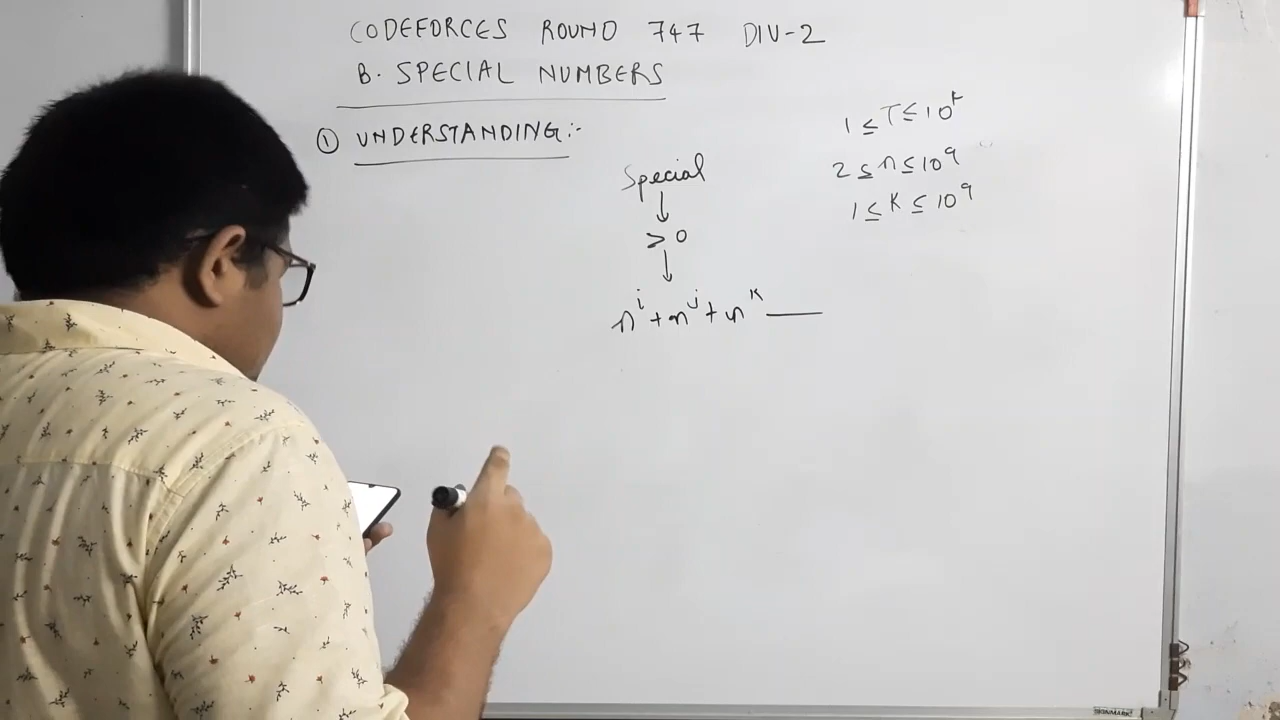 CODEFORCES ROUND 747 DIV-2
B. SPECIAL NUMBERS
① UNDERSTANDING:-
1 ≤ T ≤ 10^4
2 ≤ n ≤ 10^9
1 ≤ K ≤ 10^9
Special
↓
> 0
↓
n^i + n^j + n^k ——